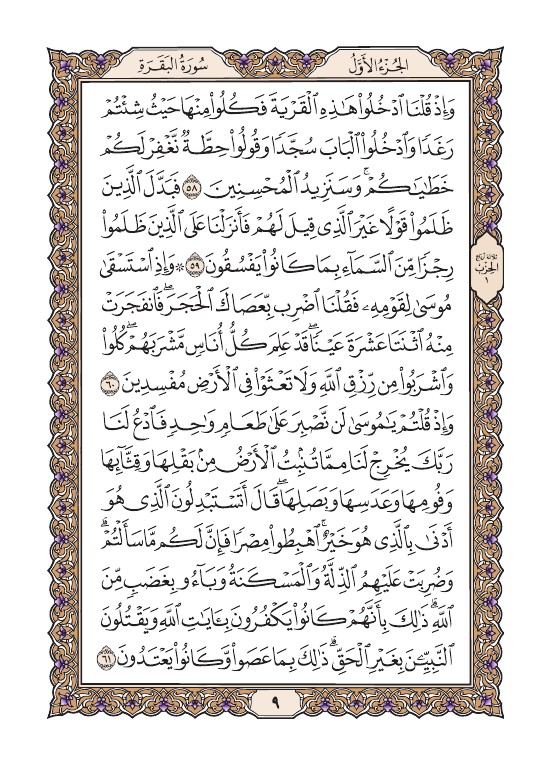 الجُزْءُ الأَوَّلُ
سُورَةُ البَقَرَةِ
وَإِذْ قُلْنَا ٱدْخُلُوا۟ هَـٰذِهِ ٱلْقَرْيَةَ فَكُلُوا۟ مِنْهَا حَيْثُ شِئْتُمْ
رَغَدًا وَٱدْخُلُوا۟ ٱلْبَابَ سُجَّدًا وَقُولُوا۟ حِطَّةٌ نَّغْفِرْ لَكُمْ
خَطَـٰيَـٰكُمْ ۚ وَسَنَزِيدُ ٱلْمُحْسِنِينَ ٥٨ فَبَدَّلَ ٱلَّذِينَ
ظَلَمُوا۟ قَوْلًا غَيْرَ ٱلَّذِى قِيلَ لَهُمْ فَأَنزَلْنَا عَلَى ٱلَّذِينَ ظَلَمُوا۟
رِجْزًا مِّنَ ٱلسَّمَآءِ بِمَا كَانُوا۟ يَفْسُقُونَ ٥٩ ۞ وَإِذِ ٱسْتَسْقَىٰ
مُوسَىٰ لِقَوْمِهِۦ فَقُلْنَا ٱضْرِب بِّعَصَاكَ ٱلْحَجَرَ ۖ فَٱنفَجَرَتْ
مِنْهُ ٱثْنَتَا عَشْرَةَ عَيْنًا ۖ قَدْ عَلِمَ كُلُّ أُنَاسٍ مَّشْرَبَهُمْ ۖ كُلُوا۟
وَٱشْرَبُوا۟ مِن رِّزْقِ ٱللَّهِ وَلَا تَعْثَوْا۟ فِى ٱلْأَرْضِ مُفْسِدِينَ ٦٠
وَإِذْ قُلْتُمْ يَـٰمُوسَىٰ لَن نَّصْبِرَ عَلَىٰ طَعَامٍ وَٰحِدٍ فَٱدْعُ لَنَا
رَبَّكَ يُخْرِجْ لَنَا مِمَّا تُنۢبِتُ ٱلْأَرْضُ مِنۢ بَقْلِهَا وَقِثَّآئِهَا
وَفُومِهَا وَعَدَسِهَا وَبَصَلِهَا ۖ قَالَ أَتَسْتَبْدِلُونَ ٱلَّذِى هُوَ
أَدْنَىٰ بِٱلَّذِى هُوَ خَيْرٌ ۚ ٱهْبِطُوا۟ مِصْرًا فَإِنَّ لَكُم مَّا سَأَلْتُمْ ۗ
وَضُرِبَتْ عَلَيْهِمُ ٱلذِّلَّةُ وَٱلْمَسْكَنَةُ وَبَآءُو بِغَضَبٍ مِّنَ
ٱللَّهِ ۗ ذَٰلِكَ بِأَنَّهُمْ كَانُوا۟ يَكْفُرُونَ بِـَٔايَـٰتِ ٱللَّهِ وَيَقْتُلُونَ
ٱلنَّبِيِّـۧنَ بِغَيْرِ ٱلْحَقِّ ۗ ذَٰلِكَ بِمَا عَصَوا۟ وَّكَانُوا۟ يَعْتَدُونَ ٦١
ثلاثة أرباع
الحزب
١
٩